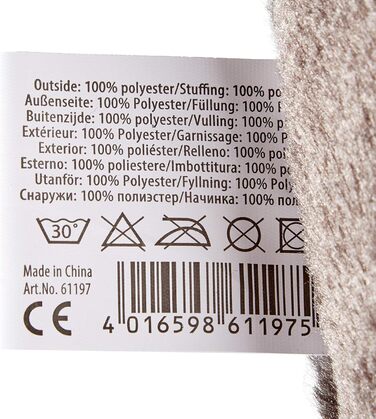 Outside: 100% polyester/Stuffing: 100%
Außenseite: 100% Polyester/Füllung: 100%
Buitenzijde: 100% Polyester/Vulling: 100%
Extérieur: 100% Polyester/Garnissage: 100%
Exterior: 100% poliéster/Relleno: 100%
Esterno: 100% poliestere/Imbottitura: 100%
Utanför: 100% Polyester/Fyllning: 100%
Снаружи: 100% полиэстер/Начинка: 100%
30°
Made in China
Art.No. 61197
CE
4 016598 611975